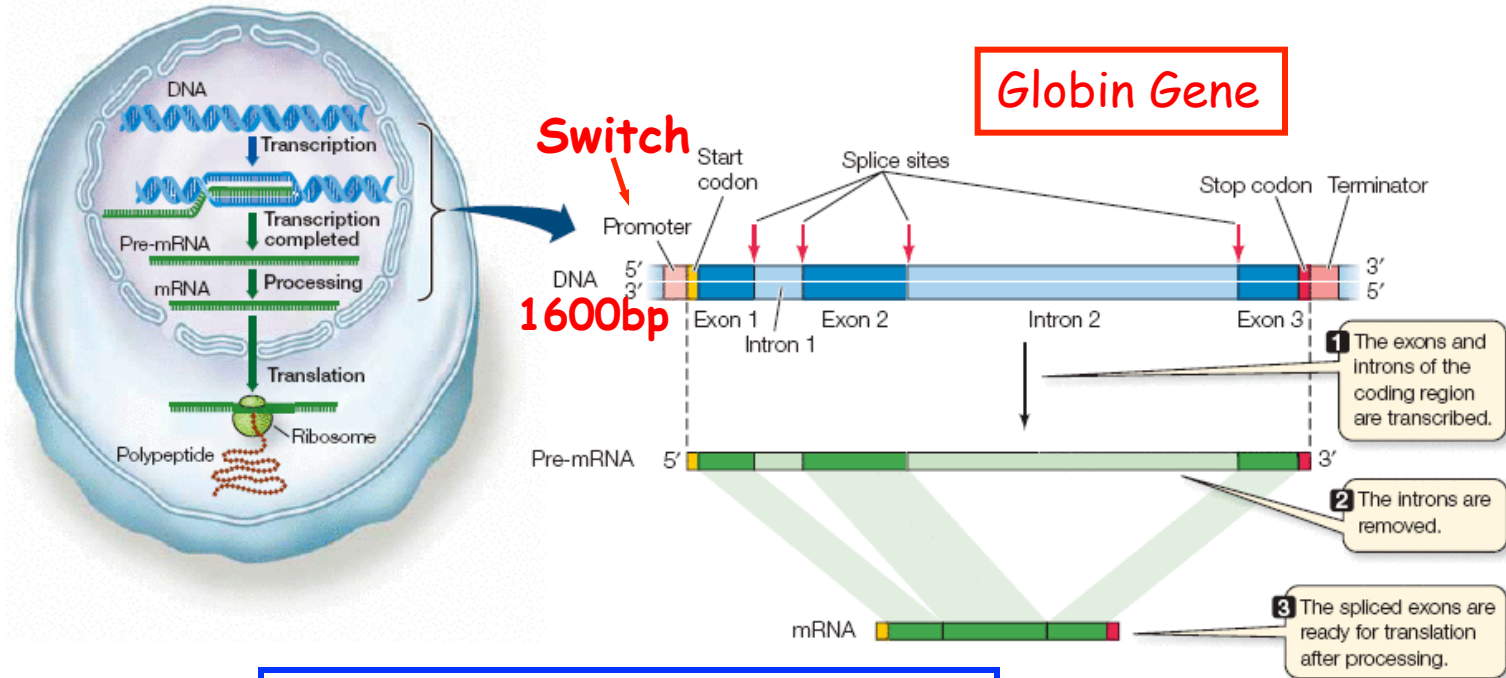 DNA
Transcription
Transcription
completed
Pre-mRNA
Processing
mRNA
Translation
Ribosome
Polypeptide
Globin Gene
Switch
Start
codon
Splice sites
Stop codon
Terminator
Promoter
DNA
5′
3′
3′
5′
1600bp
Exon 1
Exon 2
Intron 2
Exon 3
Intron 1
1 The exons and
introns of the
coding region
are transcribed.
Pre-mRNA
5′
3′
2 The introns are
removed.
mRNA
3 The spliced exons are
ready for translation
after processing.